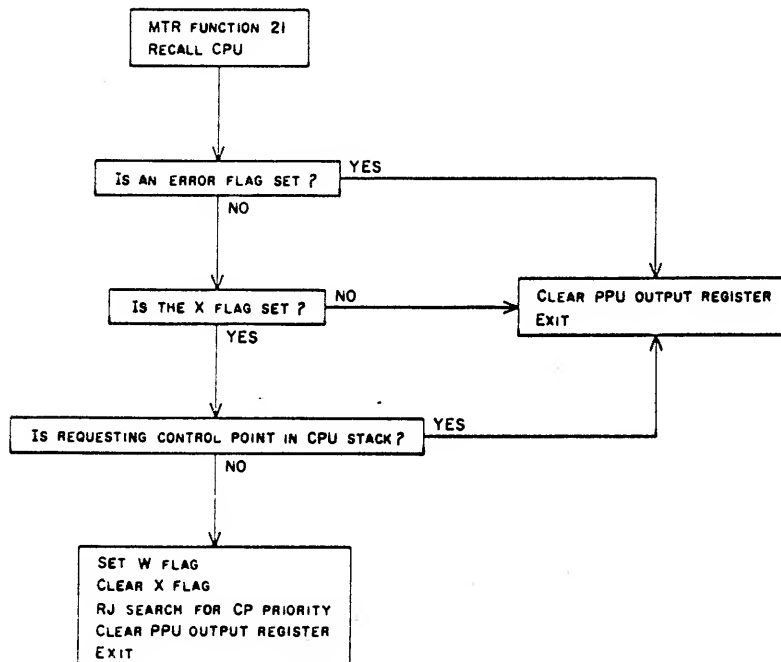 MTR FUNCTION 21
RECALL CPU
IS AN ERROR FLAG SET ?
YES
NO
IS THE X FLAG SET ?
NO
YES
CLEAR PPU OUTPUT REGISTER
EXIT
IS REQUESTING CONTROL POINT IN CPU STACK?
YES
NO
SET W FLAG
CLEAR X FLAG
RJ SEARCH FOR CP PRIORITY
CLEAR PPU OUTPUT REGISTER
EXIT